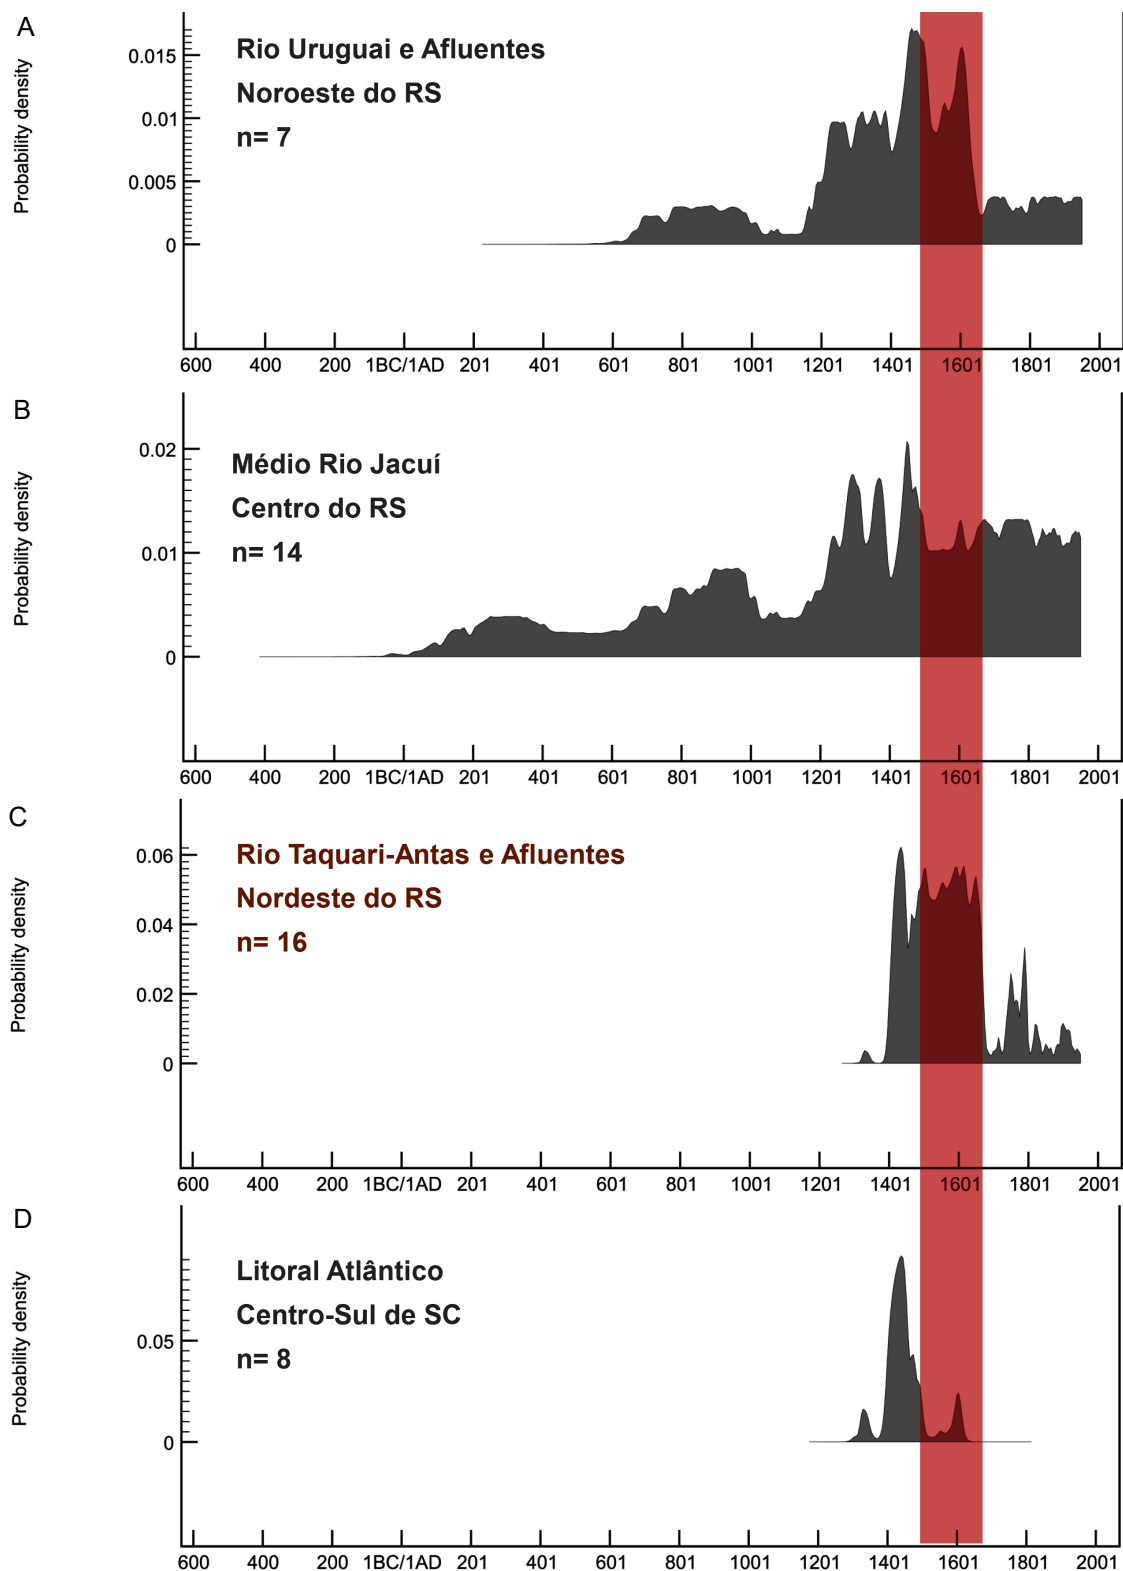 A
Probability density
Rio Uruguai e Afluentes
Noroeste do RS
n= 7
0.015
0.01
0.005
0
600 400 200 1BC/1AD 201 401 601 801 1001 1201 1401 1601 1801 2001
B
Probability density
Médio Rio Jacuí
Centro do RS
n= 14
0.02
0.01
0
600 400 200 1BC/1AD 201 401 601 801 1001 1201 1401 1601 1801 2001
C
Probability density
Rio Taquari-Antas e Afluentes
Nordeste do RS
n= 16
0.06
0.04
0.02
0
600 400 200 1BC/1AD 201 401 601 801 1001 1201 1401 1601 1801 2001
D
Probability density
Litoral Atlântico
Centro-Sul de SC
n= 8
0.05
0
600 400 200 1BC/1AD 201 401 601 801 1001 1201 1401 1601 1801 2001